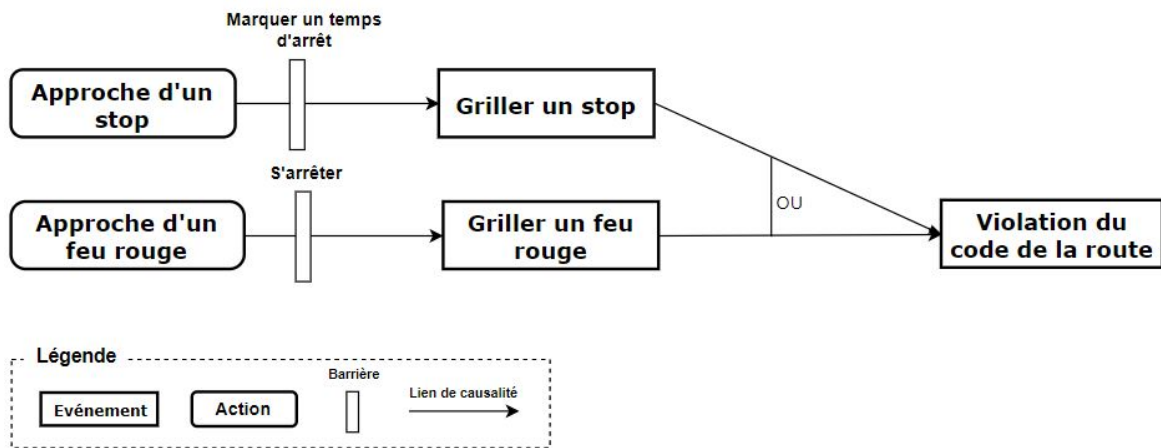 Marquer un temps
d'arrêt
Approche d'un
stop
Griller un stop
S'arrêter
OU
Approche d'un
feu rouge
Griller un feu
rouge
Violation du
code de la route
Légende
Evénement
Action
Barrière
Lien de causalité